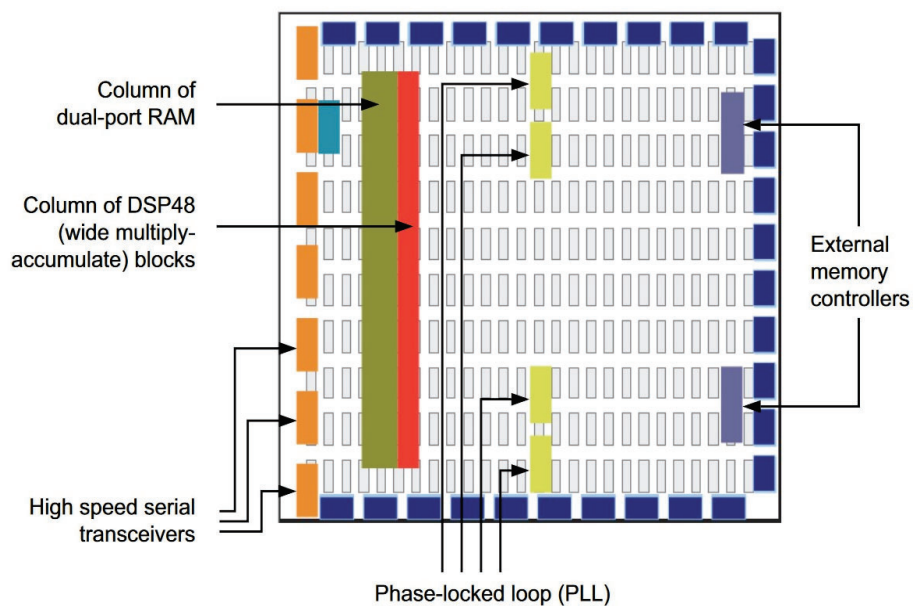 Column of
dual-port RAM
Column of DSP48
(wide multiply-
accumulate) blocks
External
memory
controllers
High speed serial
transceivers
Phase-locked loop (PLL)